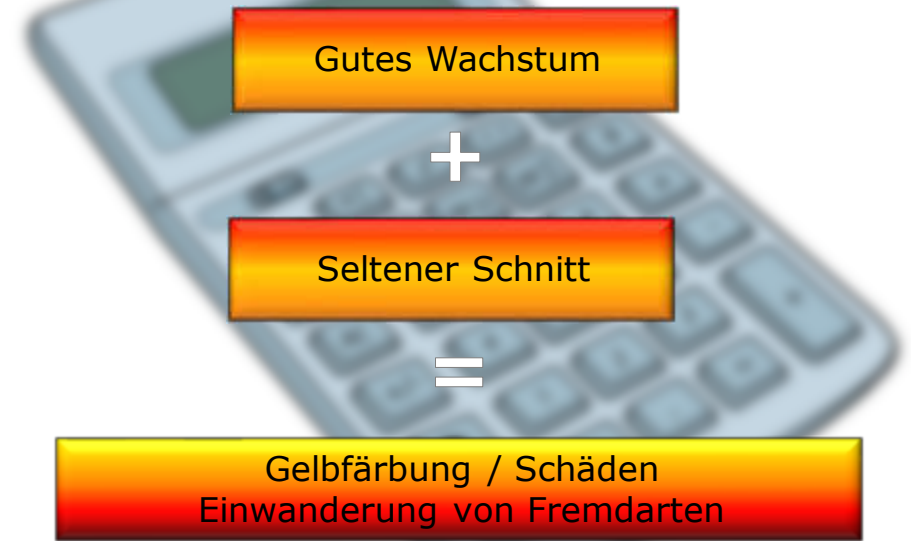 Gutes Wachstum
+
Seltener Schnitt
=
Gelbfärbung / Schäden
Einwanderung von Fremdarten